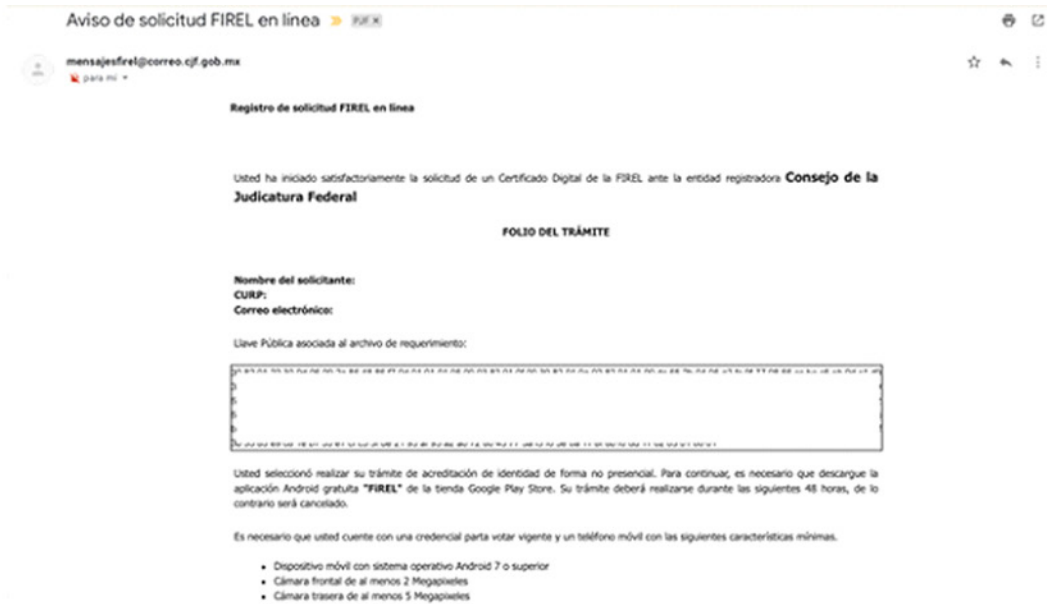 Aviso de solicitud FIREL en línea
PJF x
mensajesfirel@correo.cjf.gob.mx
para mí
Registro de solicitud FIREL en línea
Usted ha iniciado satisfactoriamente la solicitud de un Certificado Digital de la FIREL ante la entidad registradora Consejo de la
Judicatura Federal
FOLIO DEL TRÁMITE
Nombre del solicitante:
CURP:
Correo electrónico:
Llave Pública asociada al archivo de requerimiento:
Usted seleccionó realizar su trámite de acreditación de identidad de forma no presencial. Para continuar, es necesario que descargue la
aplicación Android gratuita "FIREL" de la tienda Google Play Store. Su trámite deberá realizarse durante las siguientes 48 horas, de lo
contrario será cancelado.
Es necesario que usted cuente con una credencial parta votar vigente y un teléfono móvil con las siguientes características mínimas.
• Dispositivo móvil con sistema operativo Android 7 o superior
• Cámara frontal de al menos 2 Megapixeles
• Cámara trasera de al menos 5 Megapixeles